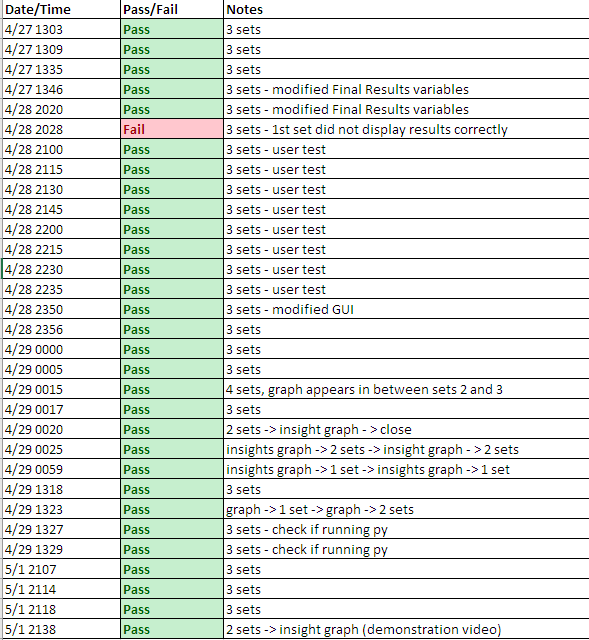 Date/Time Pass/Fail Notes
4/27 1303 Pass 3 sets
4/27 1309 Pass 3 sets
4/27 1335 Pass 3 sets
4/27 1346 Pass 3 sets - modified Final Results variables
4/28 2020 Pass 3 sets - modified Final Results variables
4/28 2028 Fail 3 sets - 1st set did not display results correctly
4/28 2100 Pass 3 sets - user test
4/28 2115 Pass 3 sets - user test
4/28 2130 Pass 3 sets - user test
4/28 2145 Pass 3 sets - user test
4/28 2200 Pass 3 sets - user test
4/28 2215 Pass 3 sets - user test
4/28 2230 Pass 3 sets - user test
4/28 2235 Pass 3 sets - user test
4/28 2350 Pass 3 sets - modified GUI
4/28 2356 Pass 3 sets
4/29 0000 Pass 3 sets
4/29 0005 Pass 3 sets
4/29 0015 Pass 4 sets, graph appears in between sets 2 and 3
4/29 0017 Pass 3 sets
4/29 0020 Pass 2 sets -> insight graph -> close
4/29 0025 Pass insights graph -> 2 sets -> insight graph -> 2 sets
4/29 0059 Pass insights graph -> 1 set -> insights graph -> 1 set
4/29 1318 Pass 3 sets
4/29 1323 Pass graph -> 1 set -> graph -> 2 sets
4/29 1327 Pass 3 sets - check if running py
4/29 1329 Pass 3 sets - check if running py
5/1 2107 Pass 3 sets
5/1 2114 Pass 3 sets
5/1 2118 Pass 3 sets
5/1 2138 Pass 2 sets -> insight graph (demonstration video)